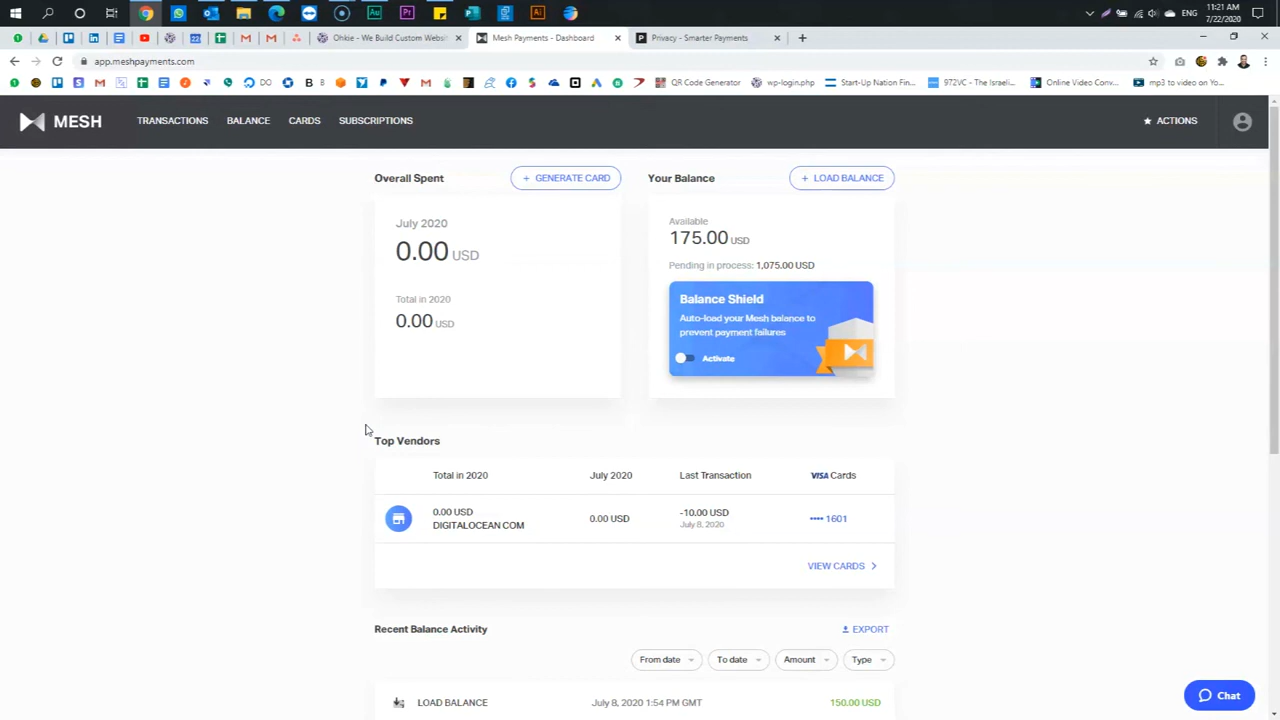 11:21 AM
ENG
7/22/2020
Ohkie - We Build Custom Websi
Mesh Payments - Dashboard
Privacy - Smarter Payments
app.meshpayments.com
DO
B
QR Code Generator
wp-login.php
Start-Up Nation Fin...
972VC - The Israeli...
Online Video Conv...
mp3 to video on Yo...
MESH TRANSACTIONS BALANCE CARDS SUBSCRIPTIONS ACTIONS
Overall Spent + GENERATE CARD
Your Balance + LOAD BALANCE
July 2020
0.00 USD
Total in 2020
0.00 USD
Available
175.00 USD
Pending in process: 1,075.00 USD
Balance Shield
Auto-load your Mesh balance to
prevent payment failures
Activate
Top Vendors
Total in 2020 July 2020 Last Transaction VISA Cards
0.00 USD
DIGITALOCEAN.COM
0.00 USD
-10.00 USD
July 8, 2020
•••• 1601
VIEW CARDS >
Recent Balance Activity EXPORT
From date To date Amount Type
LOAD BALANCE July 8, 2020 1:54 PM GMT 150.00 USD
Chat